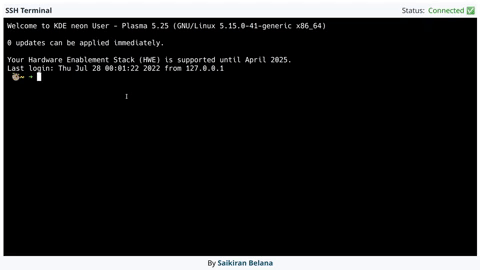 SSH Terminal
Status: Connected ✅
Welcome to KDE neon User - Plasma 5.25 (GNU/Linux 5.15.0-41-generic x86_64)
0 updates can be applied immediately.
Your Hardware Enablement Stack (HWE) is supported until April 2025.
Last login: Thu Jul 28 00:01:22 2022 from 127.0.0.1
~ →
By Saikiran Belana